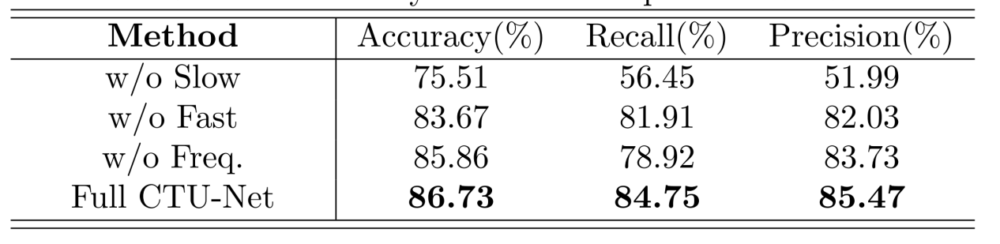 Method Accuracy(%) Recall(%) Precision(%)
w/o Slow 75.51 56.45 51.99
w/o Fast 83.67 81.91 82.03
w/o Freq. 85.86 78.92 83.73
Full CTU-Net 86.73 84.75 85.47